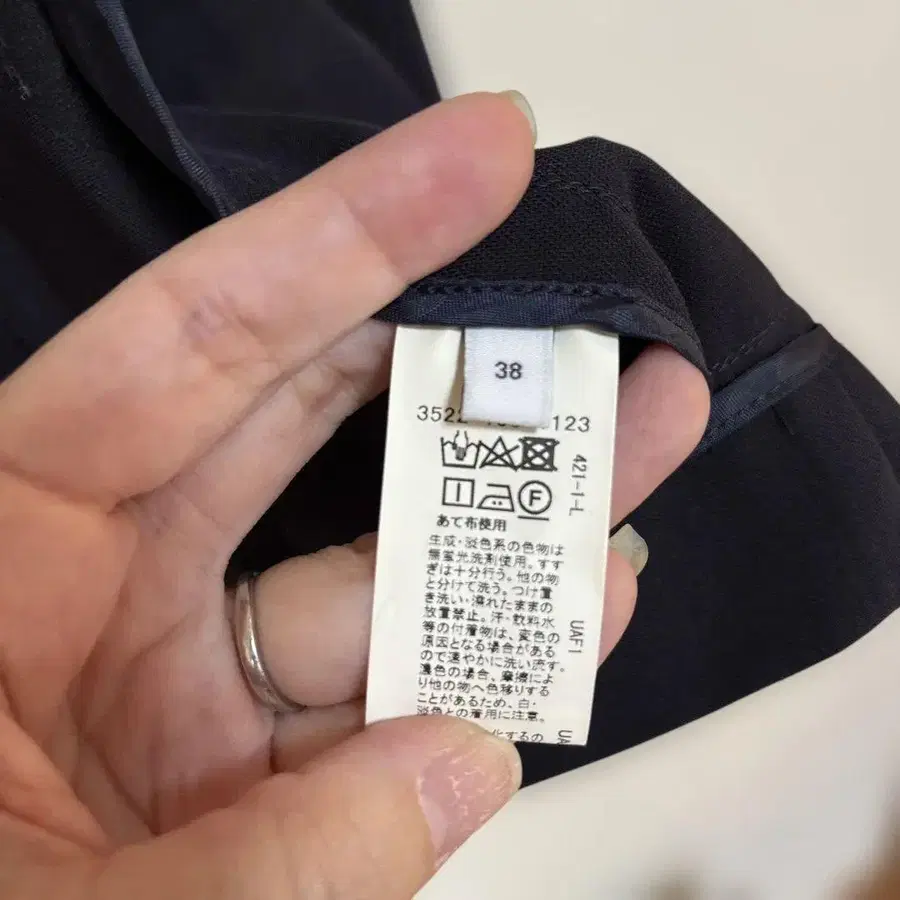 38
3522
123
421-1-L
F
あて布使用
生成・淡色系の色物は
無蛍光洗剤使用。すす
ぎは十分行う。他の物
と分けて洗う。つけ置
き洗い・濡れたままの
放置禁止。汗・飲料水
等の付着物は、変色の
原因となる場合がある
ので速やかに洗い流す。
濃色の場合、摩擦によ
り他の物へ色移りする
ことがあるため、白・
淡色との着用に注意。
化するの
UAF1
UA